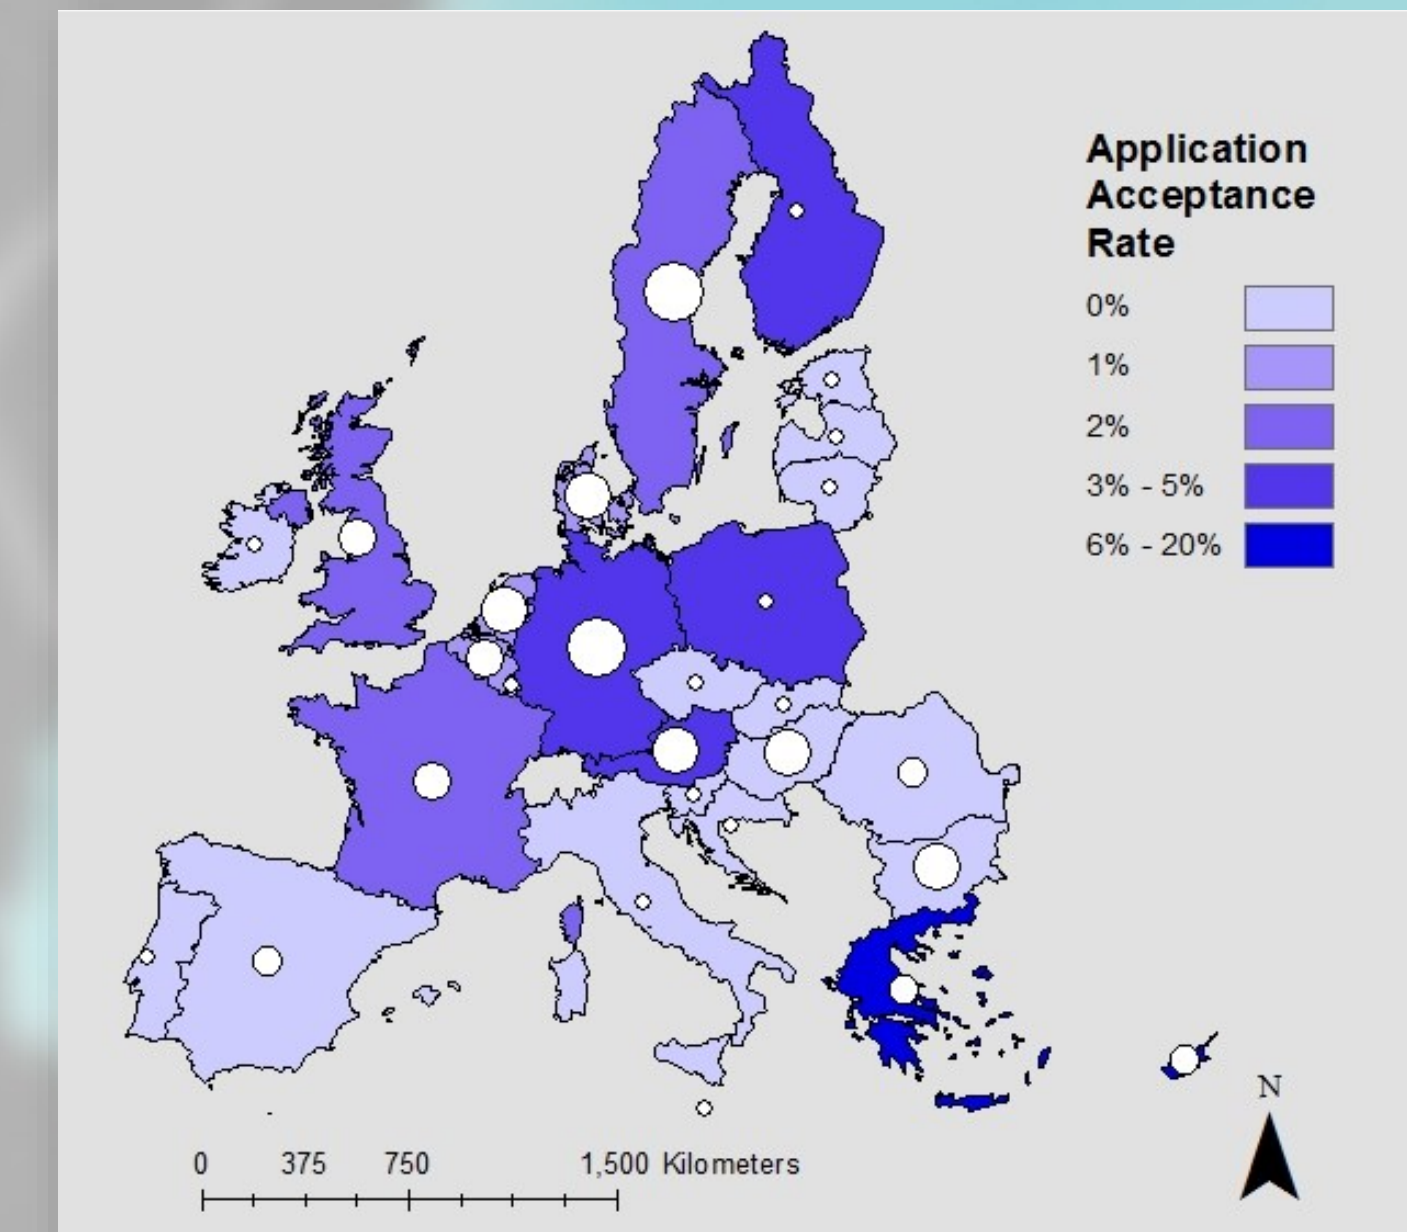 Application
Acceptance
Rate
0%
1%
2%
3% - 5%
6% - 20%
N
0 375 750 1,500 Kilometers